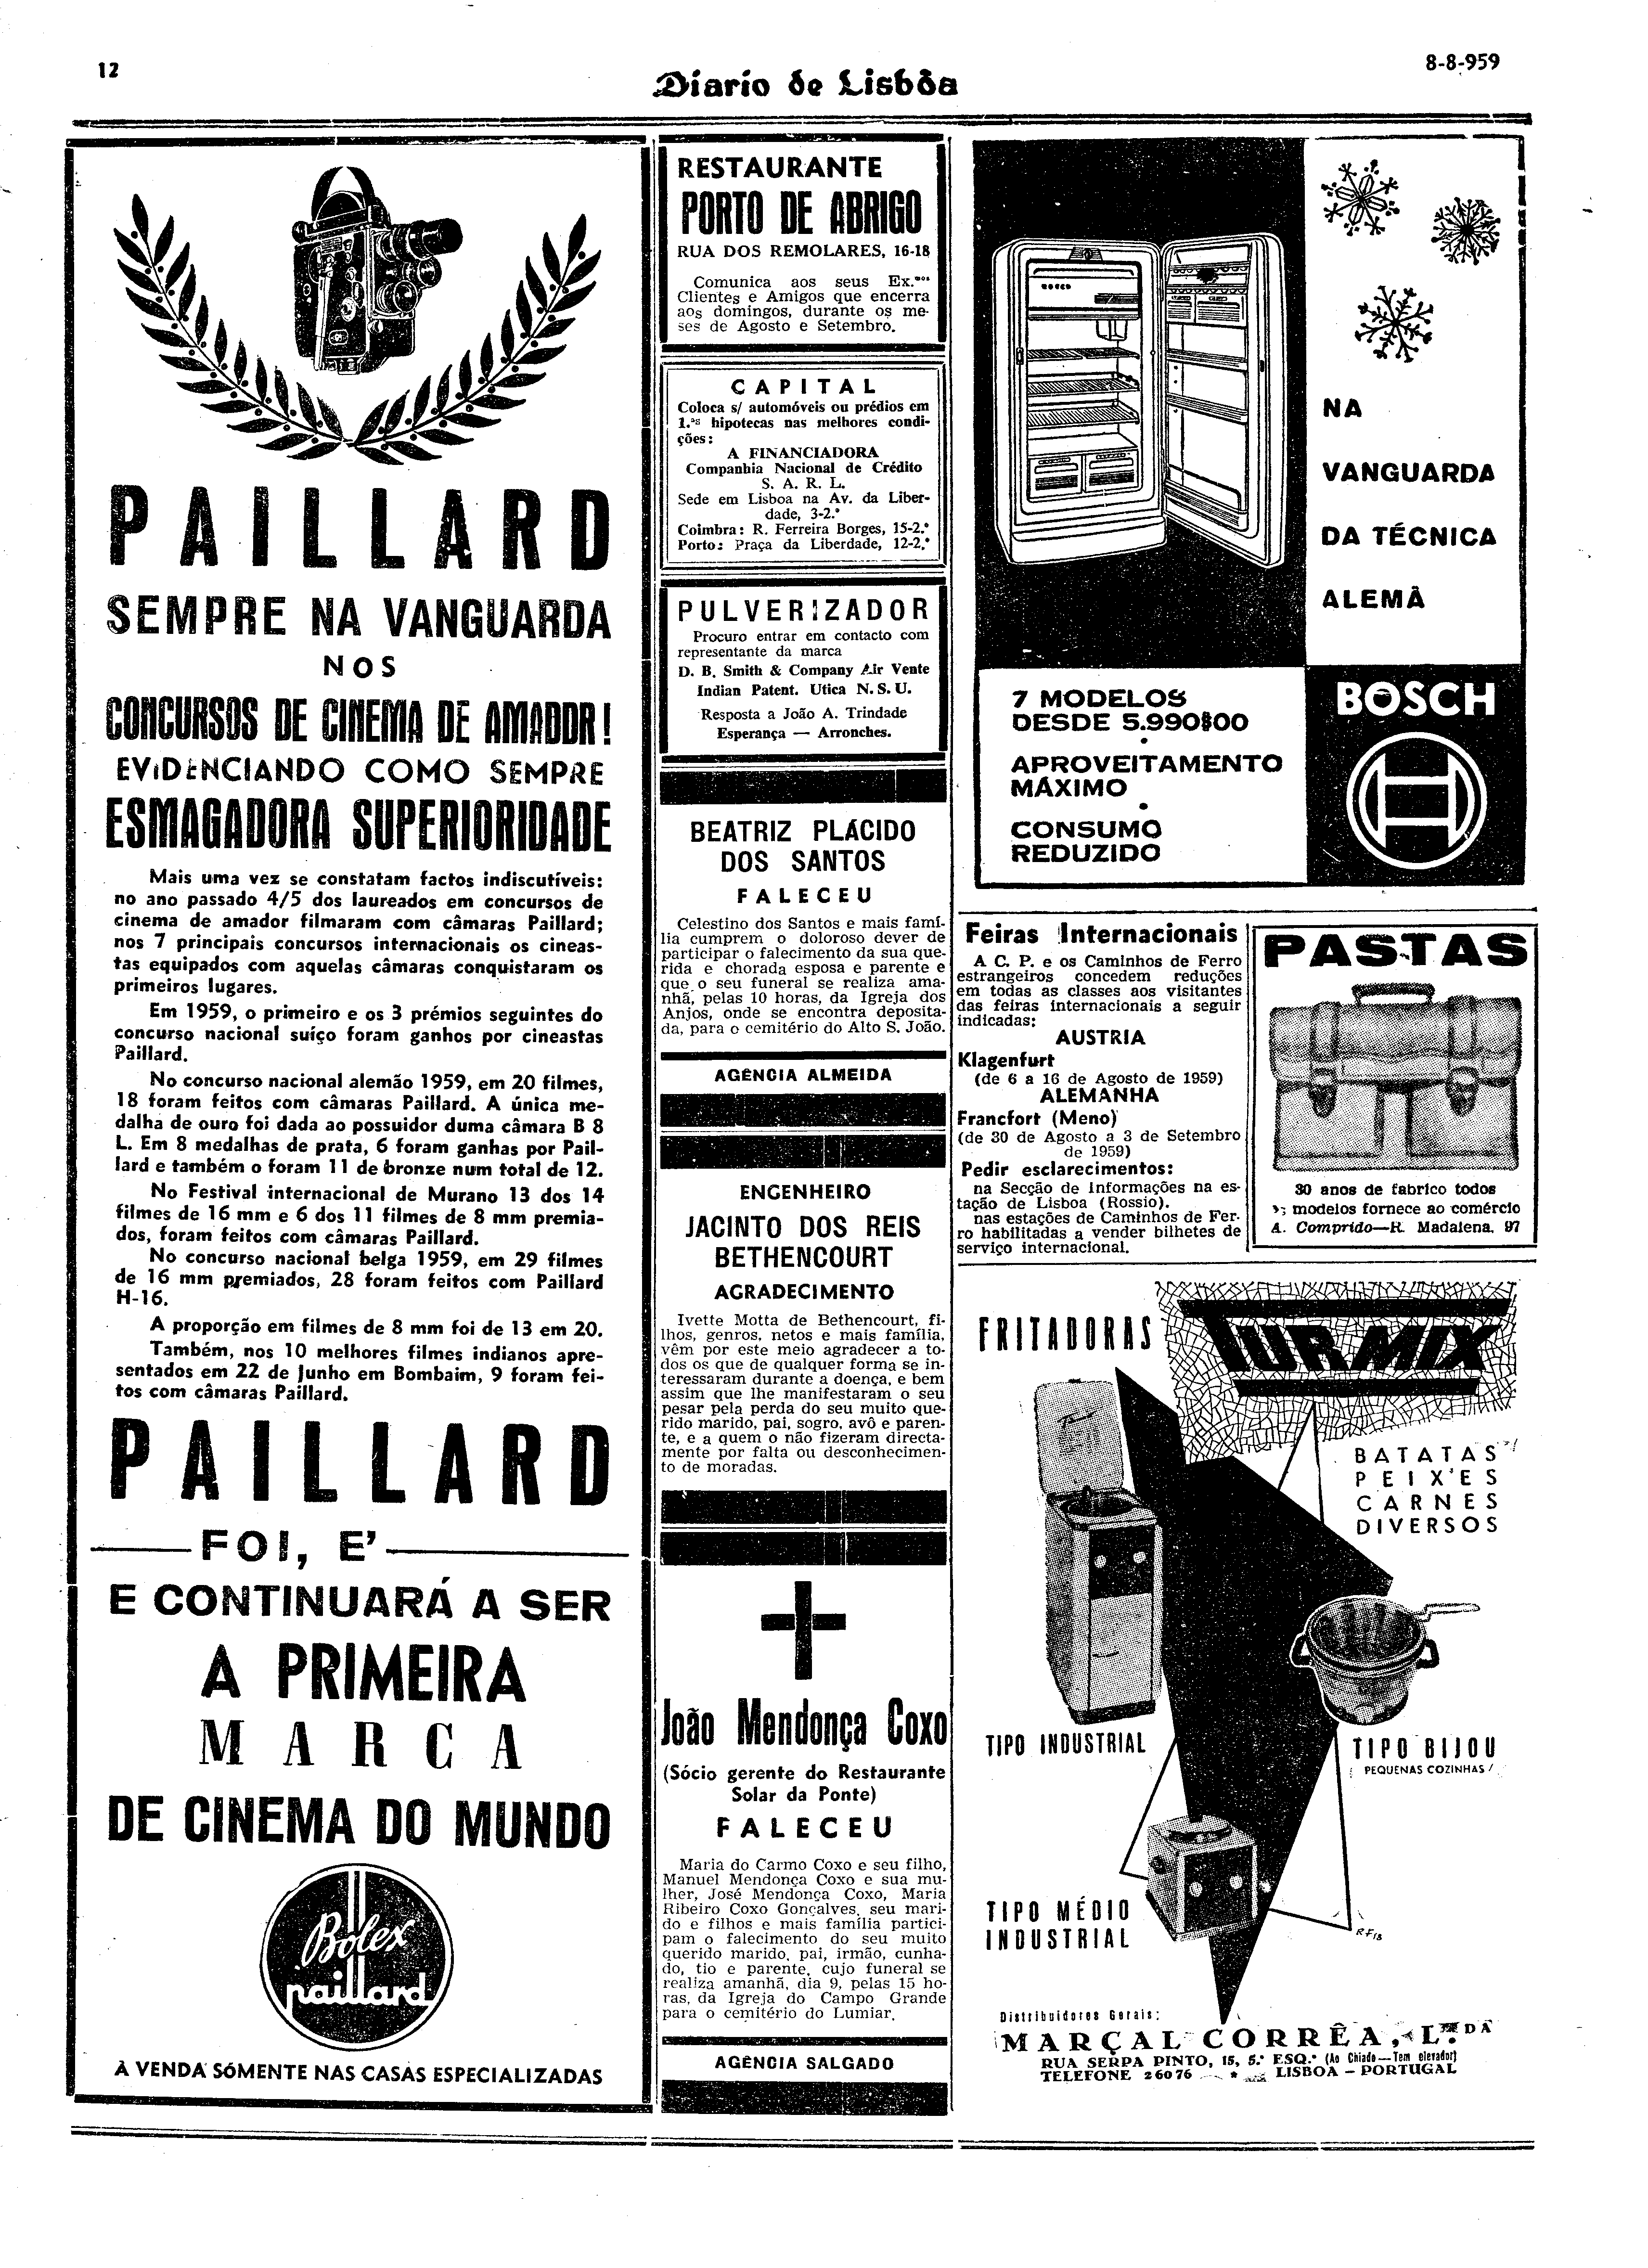 12
Diario de Lisbôa
8-8-959
PAILLARD
SEMPRE NA VANGUARDA
NOS
CONCURSOS DE CINEMA DE AMADOR!
EVIDENCIANDO COMO SEMPRE
ESMAGADORA SUPERIORIDADE
Mais uma vez se constatam factos indiscutíveis:
no ano passado 4/5 dos laureados em concursos de
cinema de amador filmaram com câmaras Paillard;
nos 7 principais concursos internacionais os cineas-
tas equipados com aquelas câmaras conquistaram os
primeiros lugares.
Em 1959, o primeiro e os 3 prémios seguintes do
concurso nacional suíço foram ganhos por cineastas
Paillard.
No concurso nacional alemão 1959, em 20 filmes,
18 foram feitos com câmaras Paillard. A única me-
dalha de ouro foi dada ao possuidor duma câmara B 8
L. Em 8 medalhas de prata, 6 foram ganhas por Pail-
lard e também o foram 11 de bronze num total de 12.
No Festival internacional de Murano 13 dos 14
filmes de 16 mm e 6 dos 11 filmes de 8 mm premia-
dos, foram feitos com câmaras Paillard.
No concurso nacional belga 1959, em 29 filmes
de 16 mm premiados, 28 foram feitos com Paillard
H-16.
A proporção em filmes de 8 mm foi de 13 em 20.
Também, nos 10 melhores filmes indianos apre-
sentados em 22 de Junho em Bombaim, 9 foram fei-
tos com câmaras Paillard.
PAILLARD
FOI, E'
E CONTINUARÁ A SER
A PRIMEIRA
MARCA
DE CINEMA DO MUNDO
Bolex
paillard
À VENDA SÓMENTE NAS CASAS ESPECIALIZADAS
RESTAURANTE
PORTO DE ABRIGO
RUA DOS REMOLARES, 16-18
Comunica aos seus Ex.mos
Clientes e Amigos que encerra
aos domingos, durante os me-
ses de Agosto e Setembro.
CAPITAL
Coloca s/ automóveis ou prédios em
1.as hipotecas nas melhores condi-
ções:
A FINANCIADORA
Companhia Nacional de Crédito
S. A. R. L.
Sede em Lisboa na Av. da Liber-
dade, 3-2.º
Coimbra: R. Ferreira Borges, 15-2.º
Porto: Praça da Liberdade, 12-2.º
PULVERIZADOR
Procuro entrar em contacto com
representante da marca
D. B. Smith & Company Air Vente
Indian Patent. Utica N. S. U.
Resposta a João A. Trindade
Esperança — Arronches.
BEATRIZ PLÁCIDO
DOS SANTOS
FALECEU
Celestino dos Santos e mais famí-
lia cumprem o doloroso dever de
participar o falecimento da sua que-
rida e chorada esposa e parente e
que o seu funeral se realiza ama-
nhã, pelas 10 horas, da Igreja dos
Anjos, onde se encontra deposita-
da, para o cemitério do Alto S. João.
AGÊNCIA ALMEIDA
ENGENHEIRO
JACINTO DOS REIS
BETHENCOURT
AGRADECIMENTO
Ivette Motta de Bethencourt, fi-
lhos, genros, netos e mais família,
vêm por este meio agradecer a to-
dos os que de qualquer forma se in-
teressaram durante a doença, e bem
assim que lhe manifestaram o seu
pesar pela perda do seu muito que-
rido marido, pai, sogro, avô e paren-
te, e a quem o não fizeram directa-
mente por falta ou desconhecimen-
to de moradas.
João Mendonça Coxo
(Sócio gerente do Restaurante
Solar da Ponte)
FALECEU
Maria do Carmo Coxo e seu filho,
Manuel Mendonça Coxo e sua mu-
lher, José Mendonça Coxo, Maria
Ribeiro Coxo Gonçalves, seu mari-
do e filhos e mais família partici-
pam o falecimento do seu muito
querido marido, pai, irmão, cunha-
do, tio e parente, cujo funeral se
realiza amanhã, dia 9, pelas 15 ho-
ras, da Igreja do Campo Grande
para o cemitério do Lumiar.
AGÊNCIA SALGADO
BOSCH
NA
VANGUARDA
DA TÉCNICA
ALEMÃ
7 MODELOS
DESDE 5.990$00
APROVEITAMENTO
MÁXIMO
CONSUMO
REDUZIDO
BOSCH
Feiras Internacionais
A C. P. e os Caminhos de Ferro
estrangeiros concedem reduções
em todas as classes aos visitantes
das feiras internacionais a seguir
indicadas:
AUSTRIA
Klagenfurt
(de 6 a 16 de Agosto de 1959)
ALEMANHA
Francfort (Meno)
(de 30 de Agosto a 3 de Setembro
de 1959)
Pedir esclarecimentos:
na Secção de Informações na es-
tação de Lisboa (Rossio).
nas estações de Caminhos de Fer-
ro habilitadas a vender bilhetes de
serviço internacional.
PASTAS
30 anos de fabrico todos
modelos fornece ao comércio
A. Comprido—R. Madalena, 97
FRITADORAS
TURMIX
BATATAS
PEIXES
CARNES
DIVERSOS
TIPO INDUSTRIAL
TIPO BIJOU
PEQUENAS COZINHAS
TIPO MÉDIO
INDUSTRIAL
Distribuidores Gerais:
MARÇAL CORRÊA, L.DA
RUA SERPA PINTO, 15, 5.º ESQ.º (Ao Chiado—Tem elevador)
TELEFONE 26076 * LISBOA – PORTUGAL